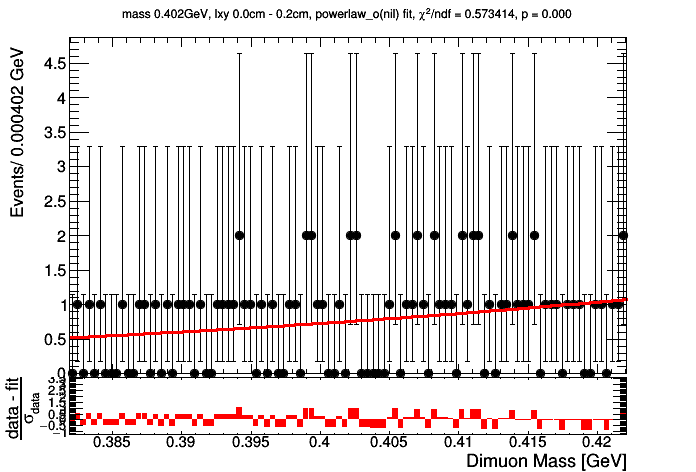 mass 0.402GeV, lxy 0.0cm - 0.2cm, powerlaw_o(nil) fit, χ²/ndf = 0.573414, p = 0.000
Events/ 0.000402 GeV
4.5
4
3.5
3
2.5
2
1.5
1
0.5
0
data - fit
σdata
0.385 0.39 0.395 0.4 0.405 0.41 0.415 0.42
Dimuon Mass [GeV]